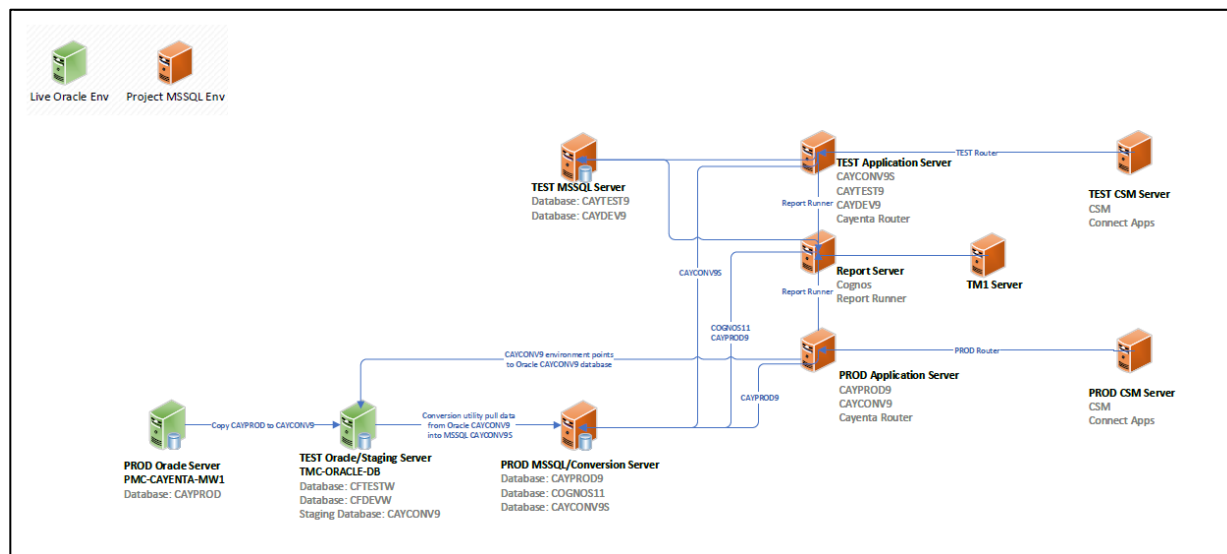 Live Oracle Env
Project MSSQL Env
TEST MSSQL Server
Database: CAYTEST9
Database: CAYDEV9
TEST Application Server
CAYCONV9S
CAYTEST9
CAYDEV9
Cayenta Router
TEST Router
TEST CSM Server
CSM
Connect Apps
Report Runner
Report Server
Cognos
Report Runner
TM1 Server
CAYCONV9S
COGNOS11
CAYPROD9
Report Runner
PROD Application Server
CAYPROD9
CAYCONV9
Cayenta Router
PROD Router
PROD CSM Server
CSM
Connect Apps
CAYCONV9 environment points
to Oracle CAYCONV9 database
CAYPROD9
PROD Oracle Server
PMC-CAYENTA-MW1
Database: CAYPROD
Copy CAYPROD to CAYCONV9
TEST Oracle/Staging Server
TMC-ORACLE-DB
Database: CFTESTW
Database: CFDEVW
Staging Database: CAYCONV9
Conversion utility pull data
from Oracle CAYCONV9
into MSSQL CAYCONV9S
PROD MSSQL/Conversion Server
Database: CAYPROD9
Database: COGNOS11
Database: CAYCONV9S